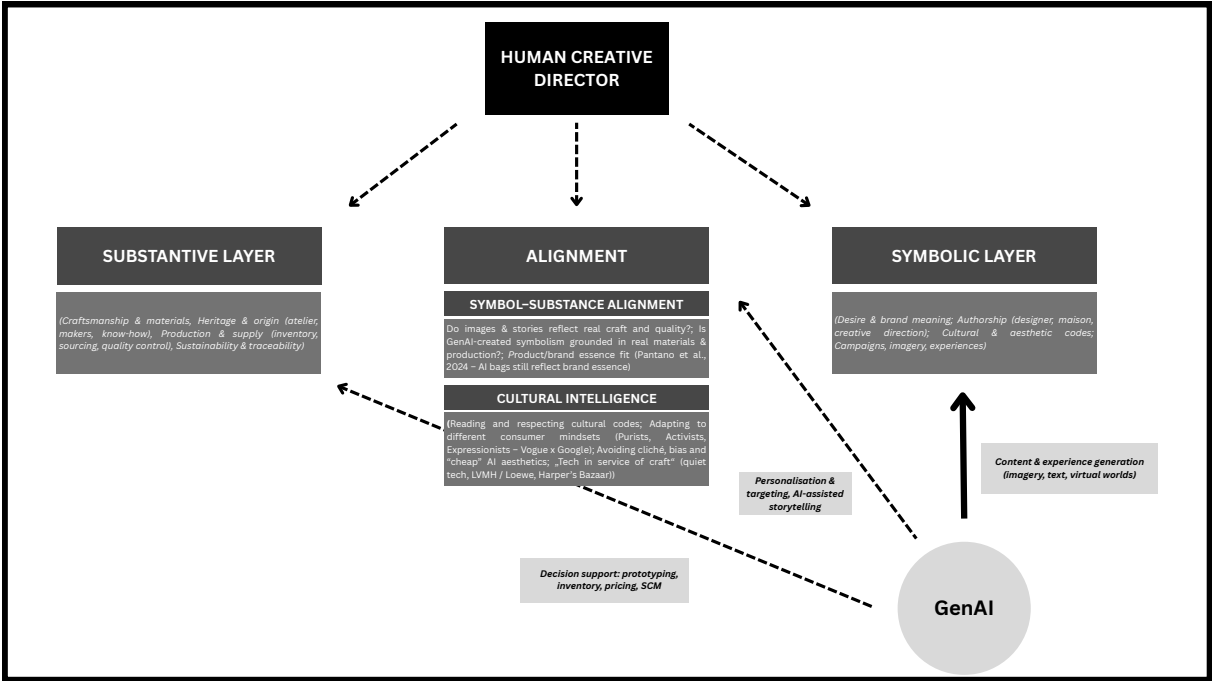 HUMAN CREATIVE
DIRECTOR
SUBSTANTIVE LAYER
(Craftsmanship & materials, Heritage & origin (atelier,
makers, know-how), Production & supply (inventory,
sourcing, quality control), Sustainability & traceability)
ALIGNMENT
SYMBOL–SUBSTANCE ALIGNMENT
Do images & stories reflect real craft and quality?; Is
GenAI-created symbolism grounded in real materials &
production?; Product/brand essence fit (Pantano et al.,
2024 – AI bags still reflect brand essence)
CULTURAL INTELLIGENCE
(Reading and respecting cultural codes; Adapting to
different consumer mindsets (Purists, Activists,
Expressionists – Vogue x Google); Avoiding cliché, bias and
“cheap” AI aesthetics; „Tech in service of craft“ (quiet
tech, LVMH / Loewe, Harper's Bazaar))
SYMBOLIC LAYER
(Desire & brand meaning; Authorship (designer, maison,
creative direction); Cultural & aesthetic codes;
Campaigns, imagery, experiences)
Content & experience generation
(imagery, text, virtual worlds)
Personalisation &
targeting, AI-assisted
storytelling
Decision support: prototyping,
inventory, pricing, SCM
GenAI